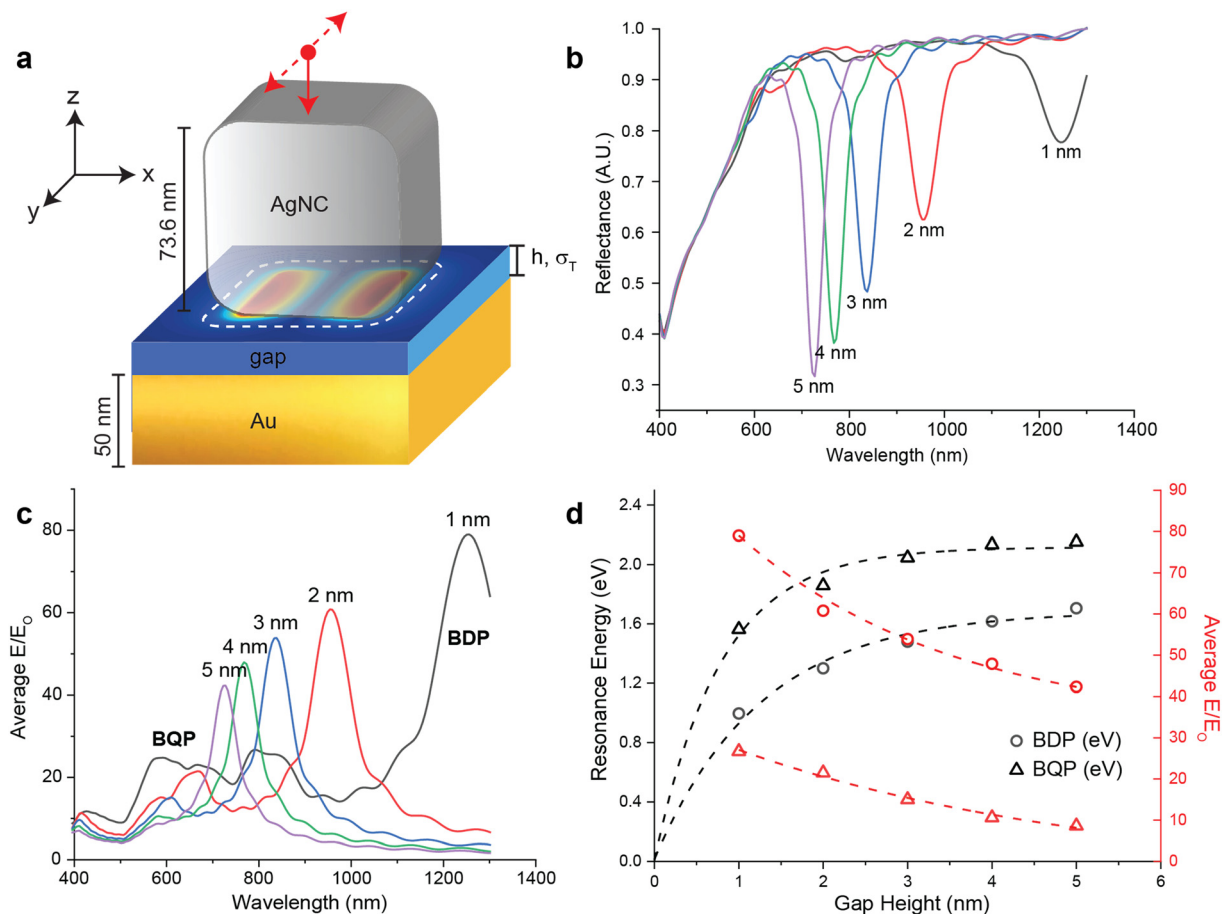 a
z
x
y
73.6 nm
AgNC
h, σT
gap
50 nm
Au
b
1.0
0.9
0.8
0.7
0.6
0.5
0.4
0.3
Reflectance (A.U.)
1 nm
2 nm
3 nm
4 nm
5 nm
400 600 800 1000 1200 1400
Wavelength (nm)
c
80
60
40
20
0
Average E/EO
1 nm
2 nm
3 nm
4 nm
5 nm
BDP
BQP
400 600 800 1000 1200 1400
Wavelength (nm)
d
2.4
2.0
1.6
1.2
0.8
0.4
0.0
Resonance Energy (eV)
BDP (eV)
BQP (eV)
90
80
70
60
50
40
30
20
10
0
Average E/EO
0 1 2 3 4 5 6
Gap Height (nm)